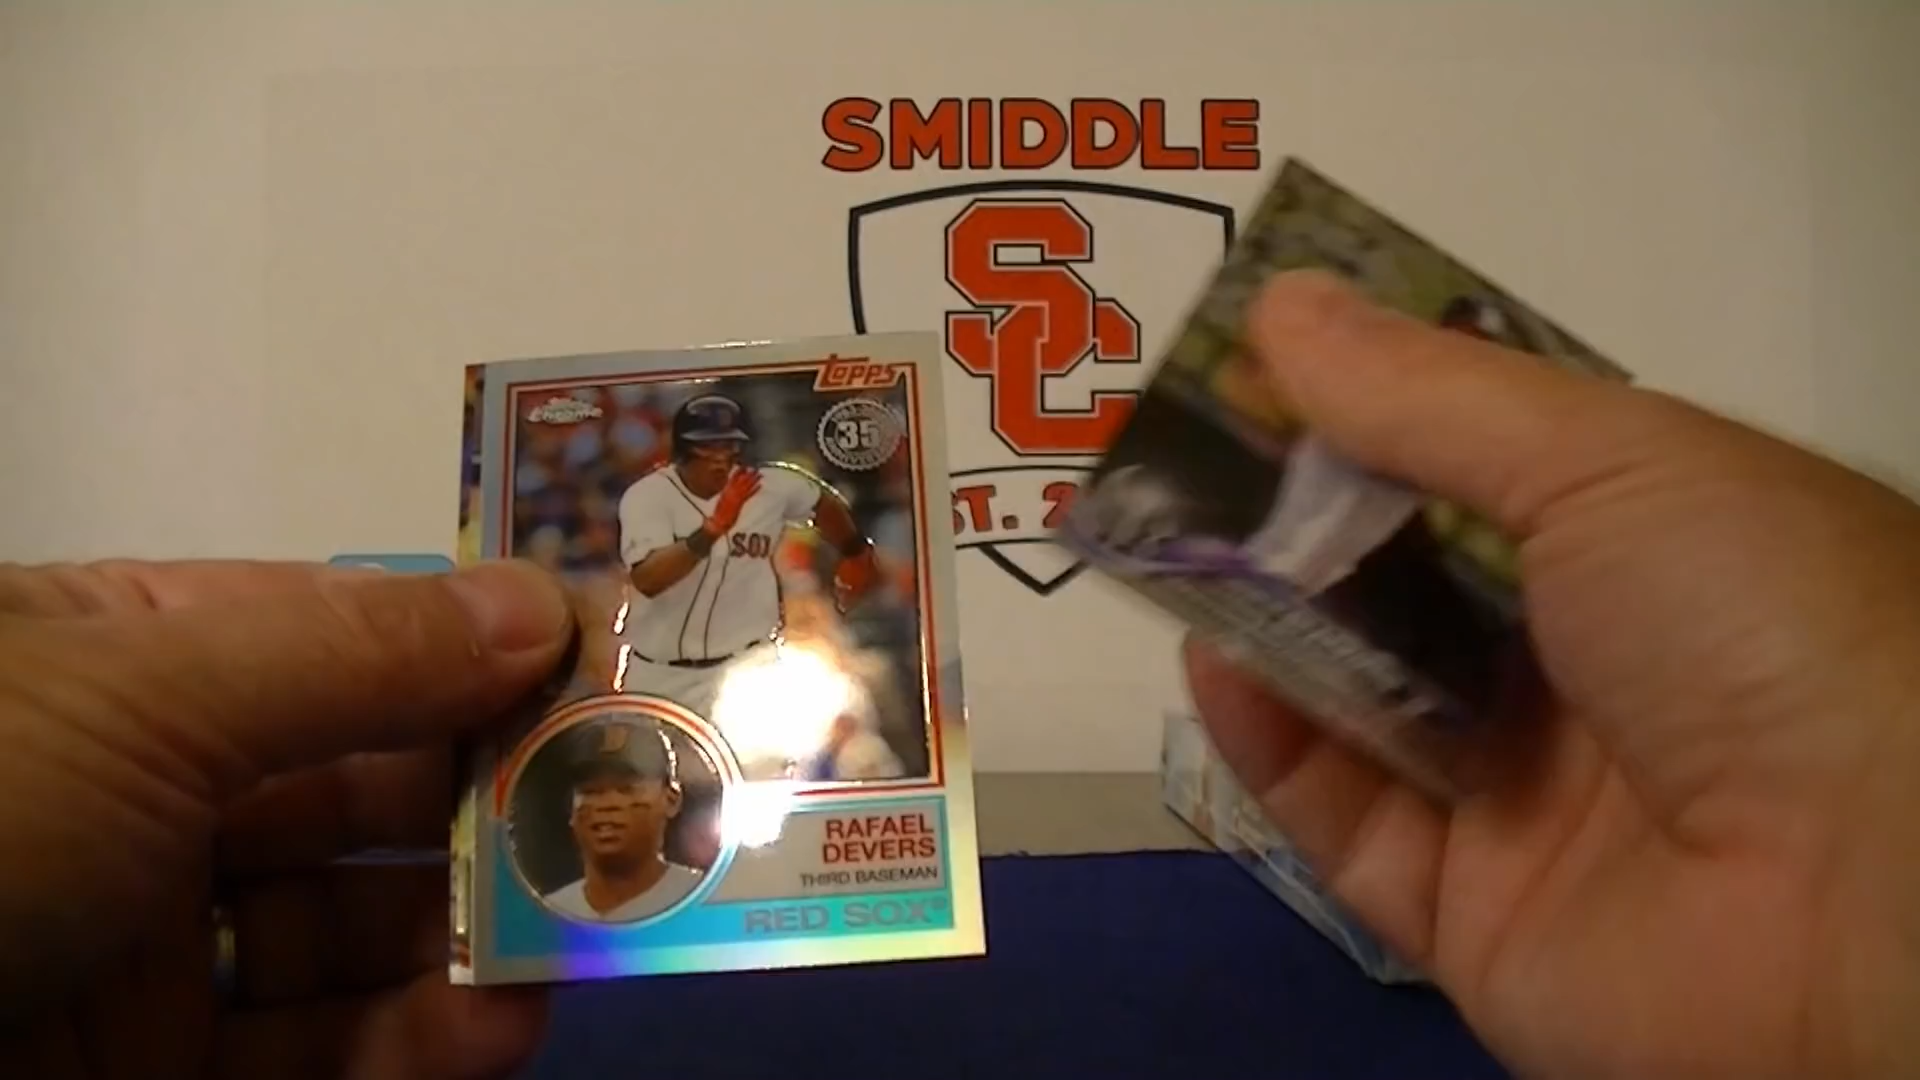 SMIDDLE
SC
ST. 2
Topps
Chrome
35
RAFAEL
DEVERS
THIRD BASEMAN
RED SOX
SOX